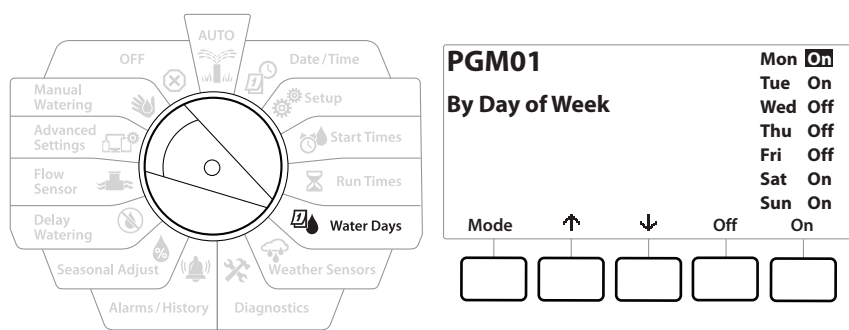 AUTO
OFF
Date/Time
Manual
Watering
Setup
Advanced
Settings
Start Times
Flow
Sensor
Run Times
Delay
Watering
Water Days
Seasonal Adjust
Weather Sensors
Alarms/History
Diagnostics
PGM01
By Day of Week
Mon On
Tue On
Wed Off
Thu Off
Fri Off
Sat On
Sun On
Mode ↑ ↓ Off On